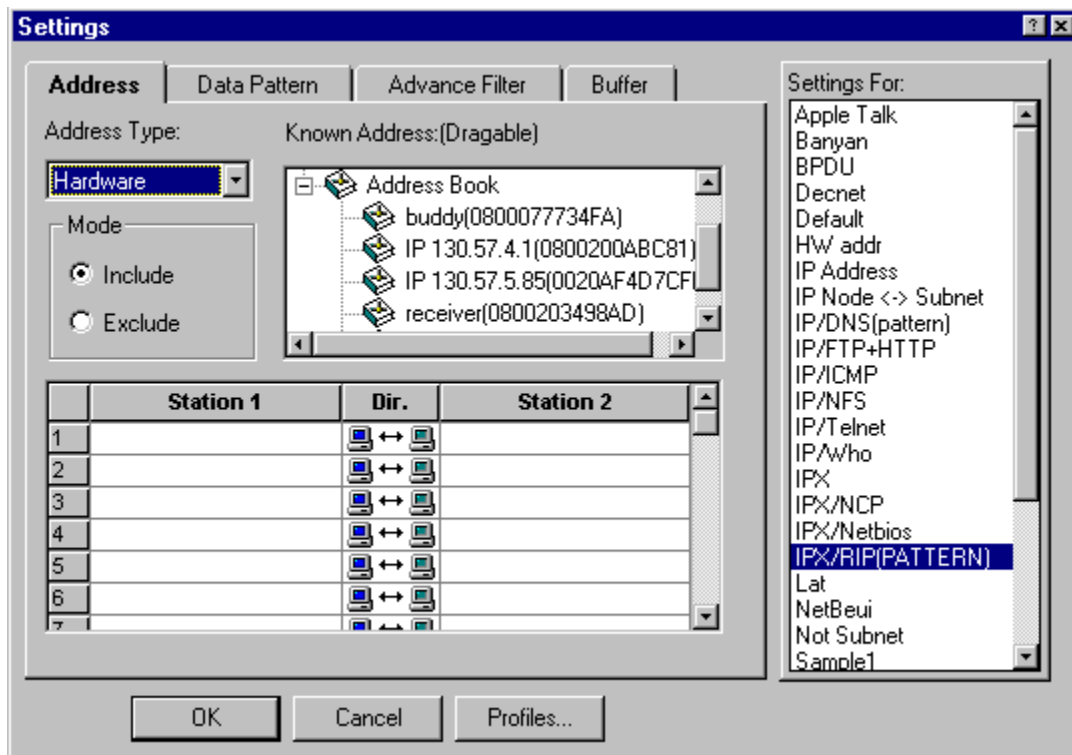 Settings
Address
Data Pattern
Advance Filter
Buffer
Address Type:
Hardware
Mode
Include
Exclude
Known Address:(Dragable)
Address Book
buddy(0800077734FA)
IP 130.57.4.1(0800200ABC81)
IP 130.57.5.85(0020AF4D7CF
receiver(0800203498AD)
Station 1 Dir. Station 2
1
2
3
4
5
6
7
OK
Cancel
Profiles...
Settings For:
Apple Talk
Banyan
BPDU
Decnet
Default
HW addr
IP Address
IP Node <-> Subnet
IP/DNS(pattern)
IP/FTP+HTTP
IP/ICMP
IP/NFS
IP/Telnet
IP/Who
IPX
IPX/NCP
IPX/Netbios
IPX/RIP(PATTERN)
Lat
NetBeui
Not Subnet
Sample1